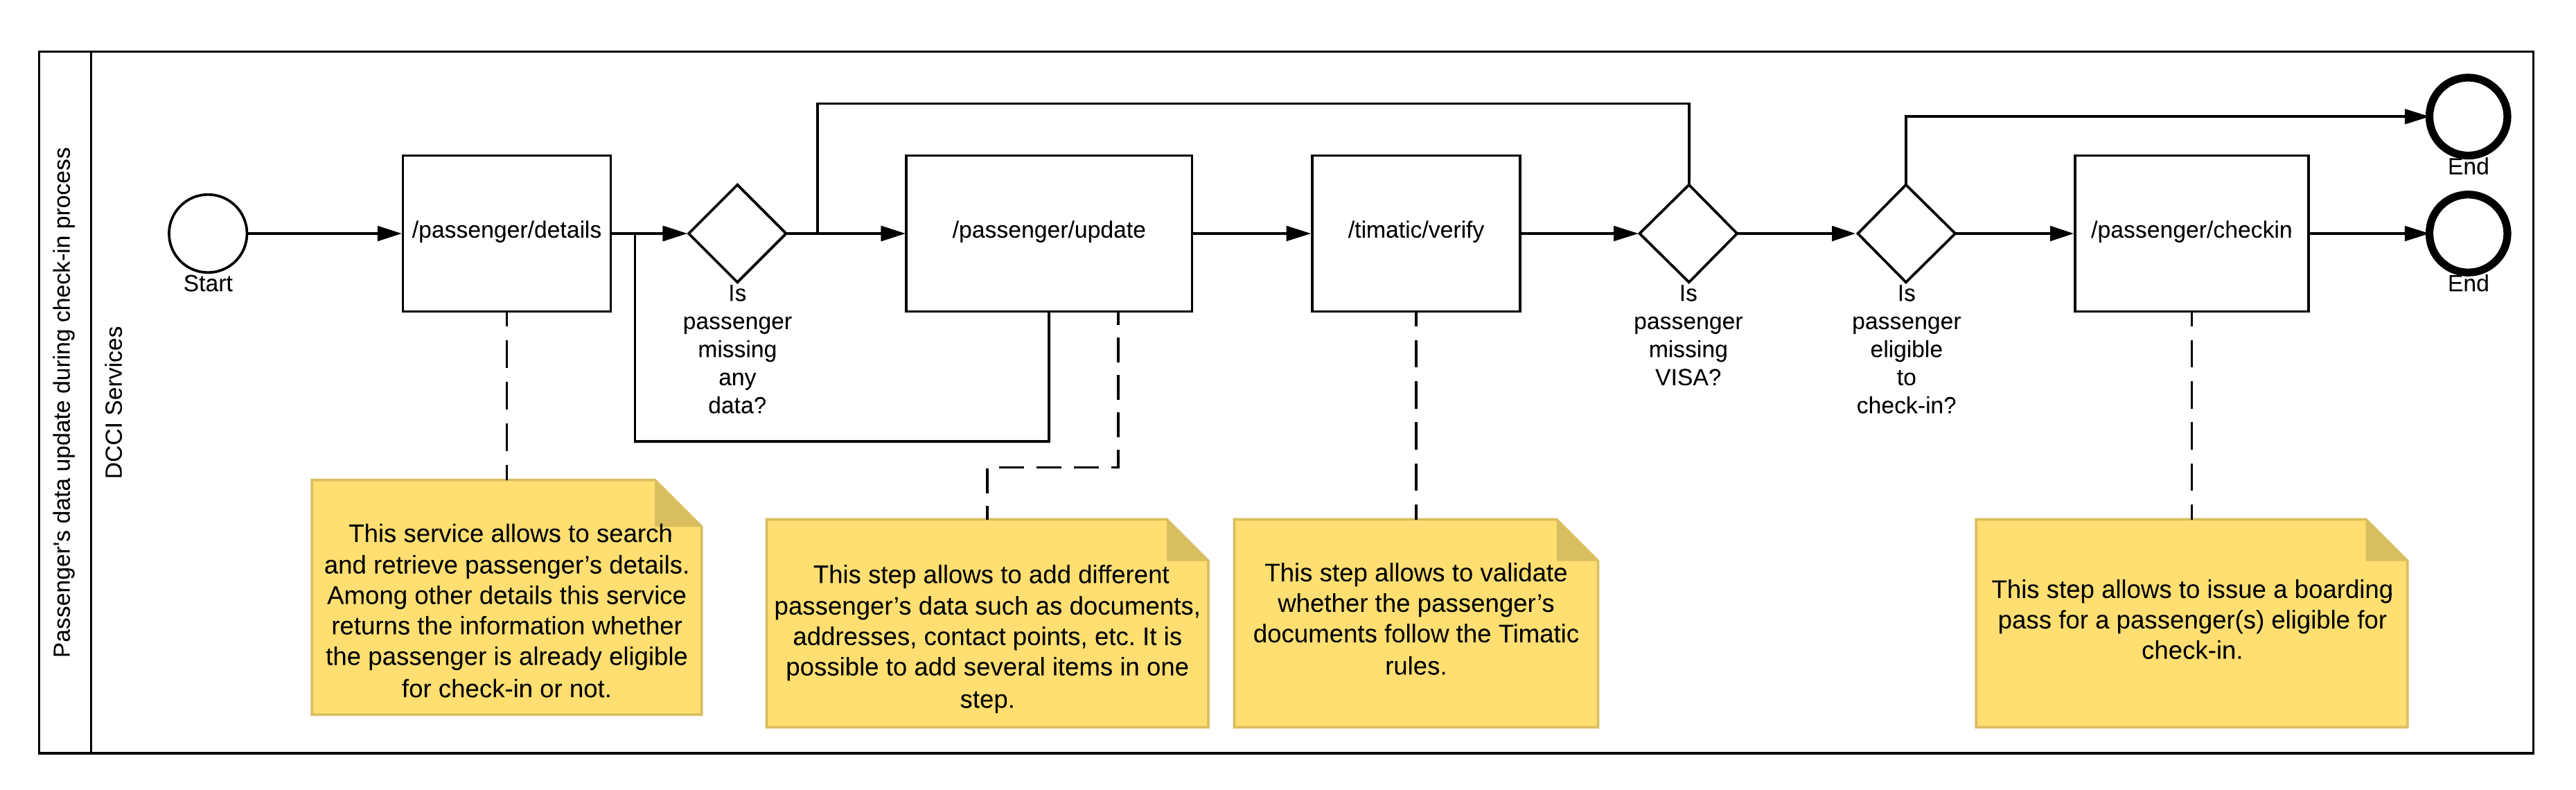 Passenger's data update during check-in process
DCCI Services
Start
/passenger/details
Is
passenger
missing
any
data?
/passenger/update
/timatic/verify
Is
passenger
missing
VISA?
Is
passenger
eligible
to
check-in?
/passenger/checkin
End
End
This service allows to search
and retrieve passenger’s details.
Among other details this service
returns the information whether
the passenger is already eligible
for check-in or not.
This step allows to add different
passenger’s data such as documents,
addresses, contact points, etc. It is
possible to add several items in one
step.
This step allows to validate
whether the passenger’s
documents follow the Timatic
rules.
This step allows to issue a boarding
pass for a passenger(s) eligible for
check-in.